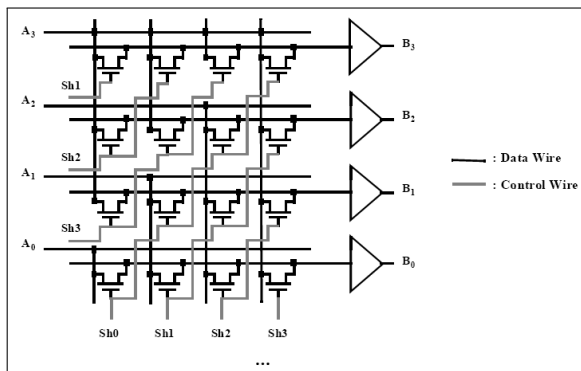 A3 B3
Sh1
A2 B2
Sh2
: Data Wire
A1 B1
: Control Wire
Sh3
A0 B0
Sh0 Sh1 Sh2 Sh3
...